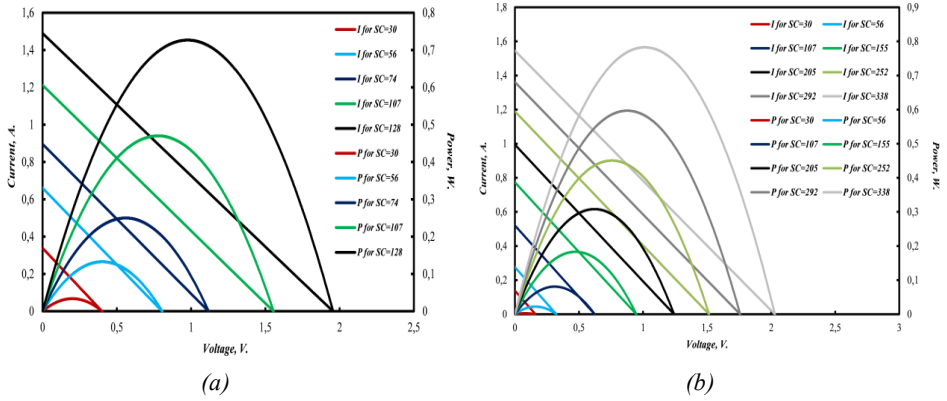 1,6
1,4
1,2
1
0,8
0,6
0,4
0,2
0
Current, A.
0 0,5 1 1,5 2 2,5
Voltage, V.
0,8
0,7
0,6
0,5
0,4
0,3
0,2
0,1
0
Power, W.
I for SC=30
I for SC=56
I for SC=74
I for SC=107
I for SC=128
P for SC=30
P for SC=56
P for SC=74
P for SC=107
P for SC=128
(a)
1,8
1,6
1,4
1,2
1
0,8
0,6
0,4
0,2
0
Current, A.
0 0,5 1 1,5 2 2,5 3
Voltage, V.
0,9
0,8
0,7
0,6
0,5
0,4
0,3
0,2
0,1
0
Power, W.
I for SC=30 I for SC=56
I for SC=107 I for SC=155
I for SC=205 I for SC=252
I for SC=292 I for SC=338
P for SC=30 P for SC=56
P for SC=107 P for SC=155
P for SC=205 P for SC=252
P for SC=292 P for SC=338
(b)